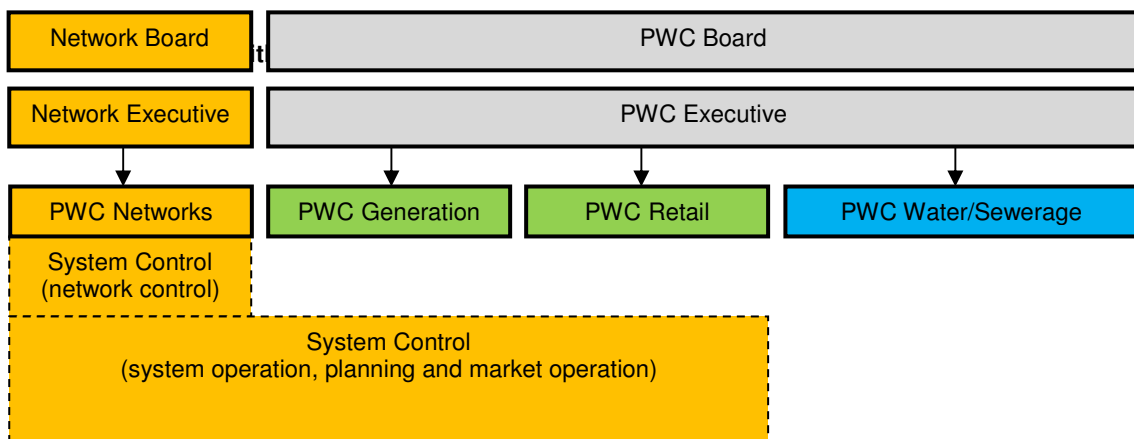 Network Board
PWC Board
Network Executive
PWC Executive
PWC Networks
PWC Generation
PWC Retail
PWC Water/Sewerage
System Control
(network control)
System Control
(system operation, planning and market operation)